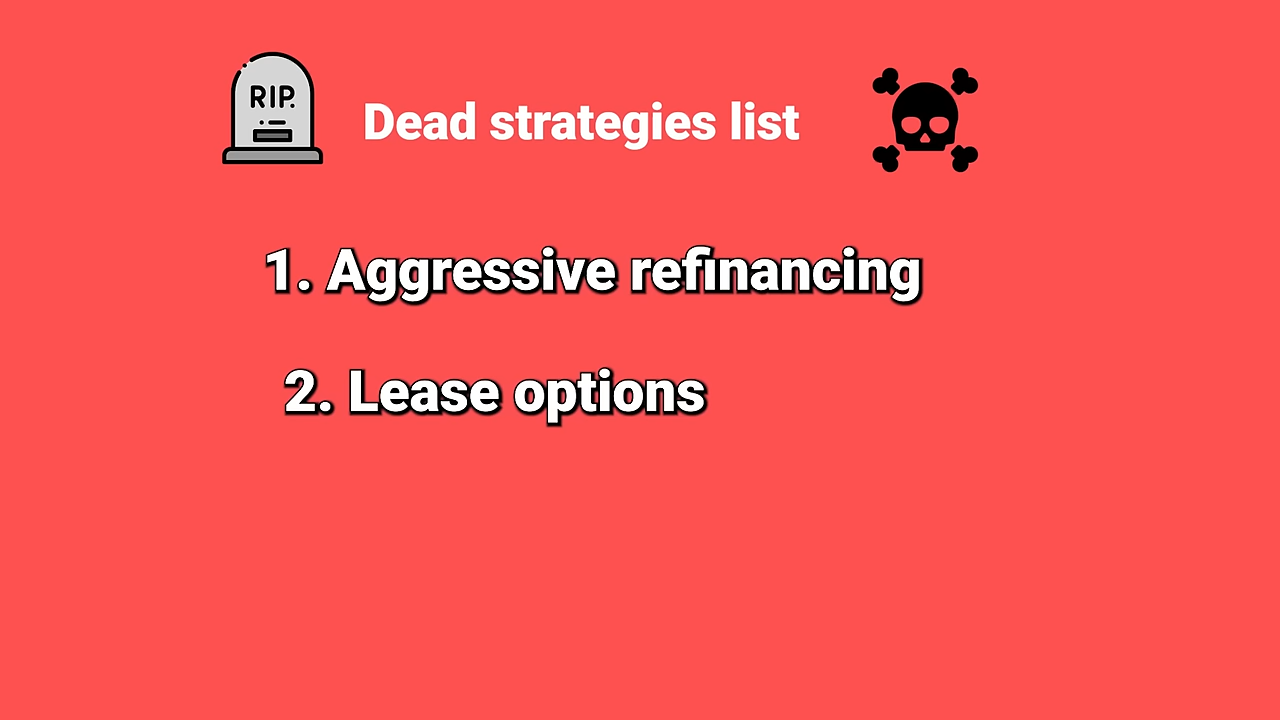 RIP.
Dead strategies list
1. Aggressive refinancing
2. Lease options